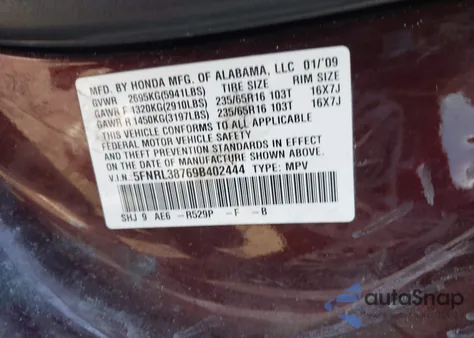 MFD. BY HONDA MFG. OF ALABAMA, LLC 01/'09
GVWR 2695KG(5941LBS) TIRE SIZE RIM SIZE
GAWR F 1320KG(2910LBS) 235/65R16 103T 16X7J
GAWR R 1450KG(3197LBS) 235/65R16 103T 16X7J
THIS VEHICLE CONFORMS TO ALL APPLICABLE
FEDERAL MOTOR VEHICLE SAFETY
AND THEFT PREVENTION STANDARDS IN EFFECT
ON THE DATE OF MANUFACTURE SHOWN ABOVE.
V.I.N. 5FNRL38769B402444 TYPE: MPV
SHJ 9 AE6 -R529P -F -B
autoSnap